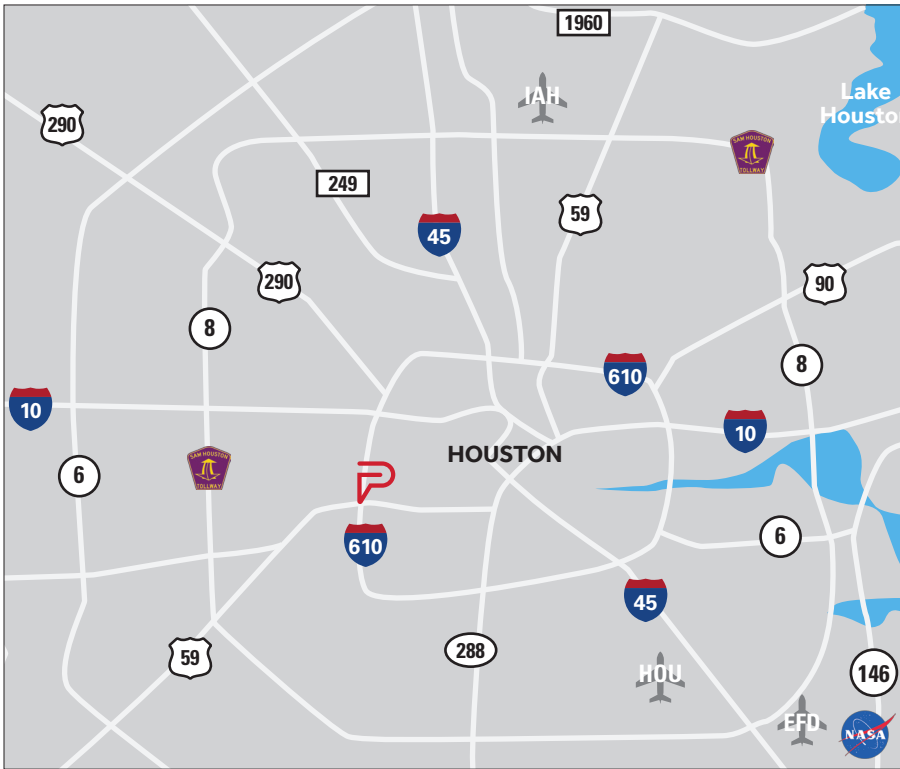 1960
IAH
Lake
Houston
290
SAM HOUSTON
TOLLWAY
249
59
45
290
90
8
610
8
10
10
HOUSTON
6
SAM HOUSTON
TOLLWAY
6
610
45
288
59
HOU
146
EFD
NASA